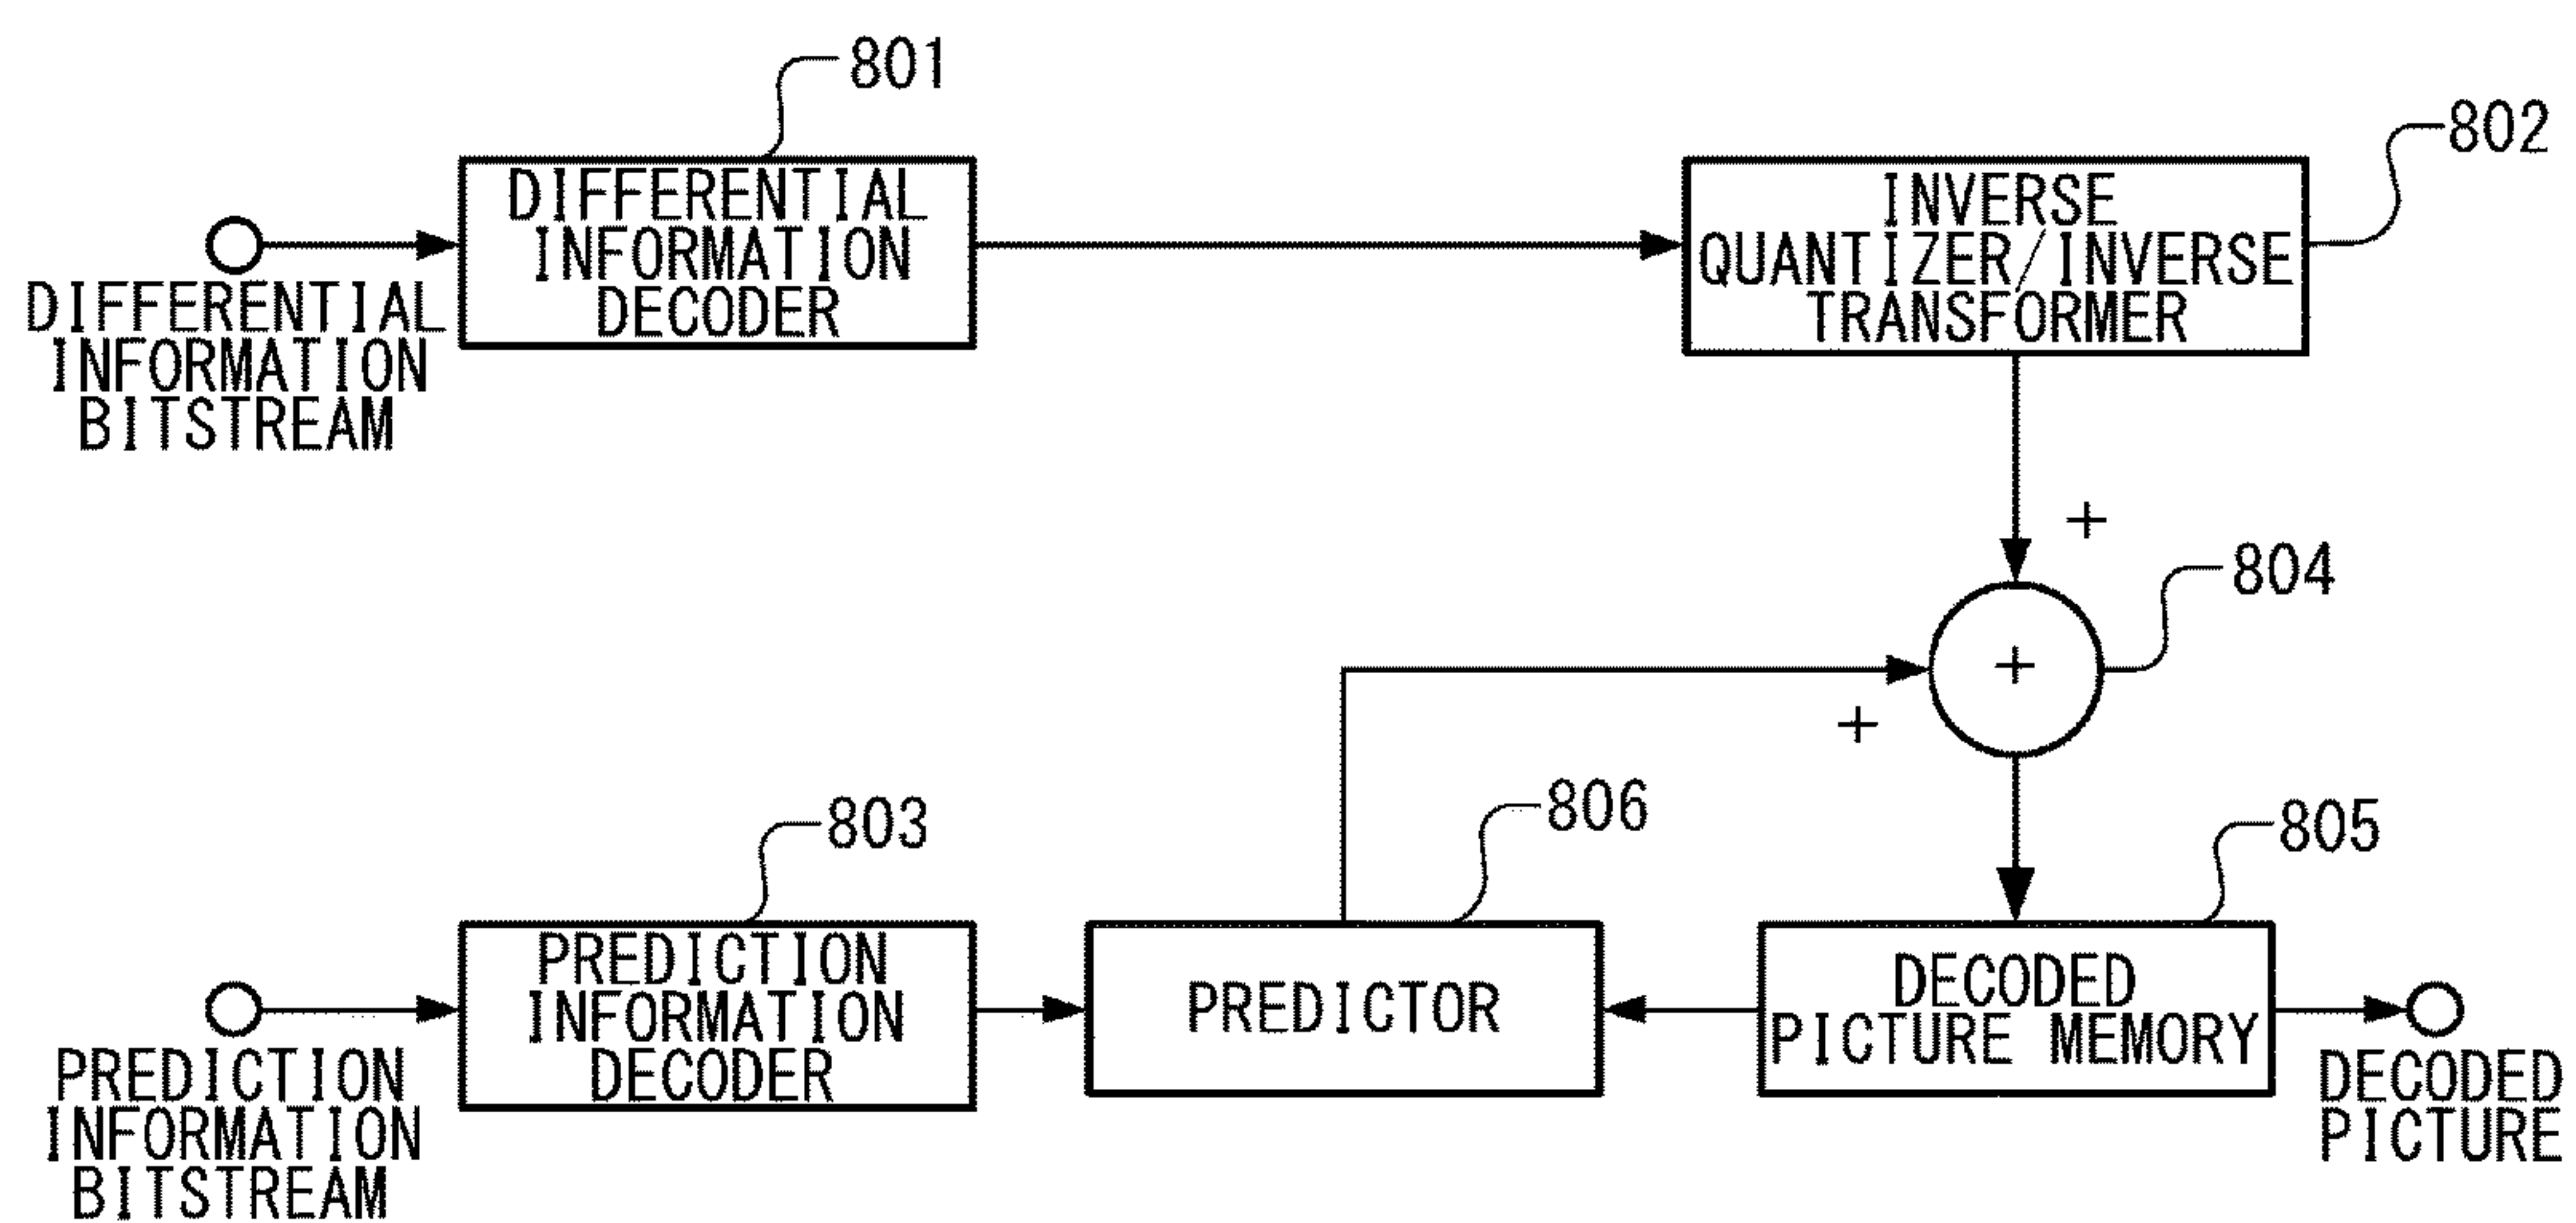 801
802
DIFFERENTIAL
INFORMATION
DECODER
INVERSE
QUANTIZER/INVERSE
TRANSFORMER
DIFFERENTIAL
INFORMATION
BITSTREAM
+
804
+
+
803
806
805
PREDICTION
INFORMATION
DECODER
PREDICTOR
DECODED
PICTURE MEMORY
PREDICTION
INFORMATION
BITSTREAM
DECODED
PICTURE